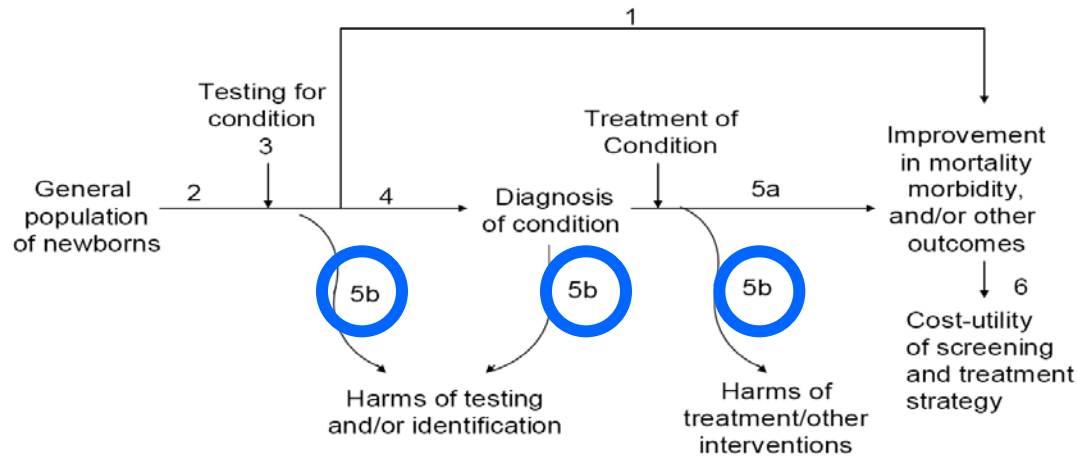 1
Testing for
condition
3
Treatment of
Condition
Improvement
in mortality
morbidity,
and/or other
outcomes
General
population
of newborns
2
4
Diagnosis
of condition
5a
5b
5b
5b
6
Cost-utility
of screening
and treatment
strategy
Harms of testing
and/or identification
Harms of
treatment/other
interventions